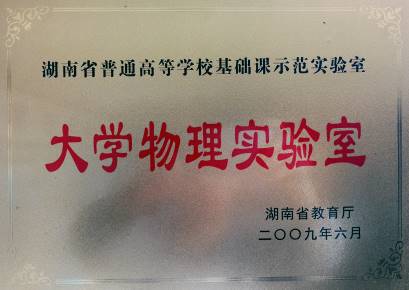 湖南省普通高等学校基础课示范实验室
大学物理实验室
湖南省教育厅
二〇〇九年六月